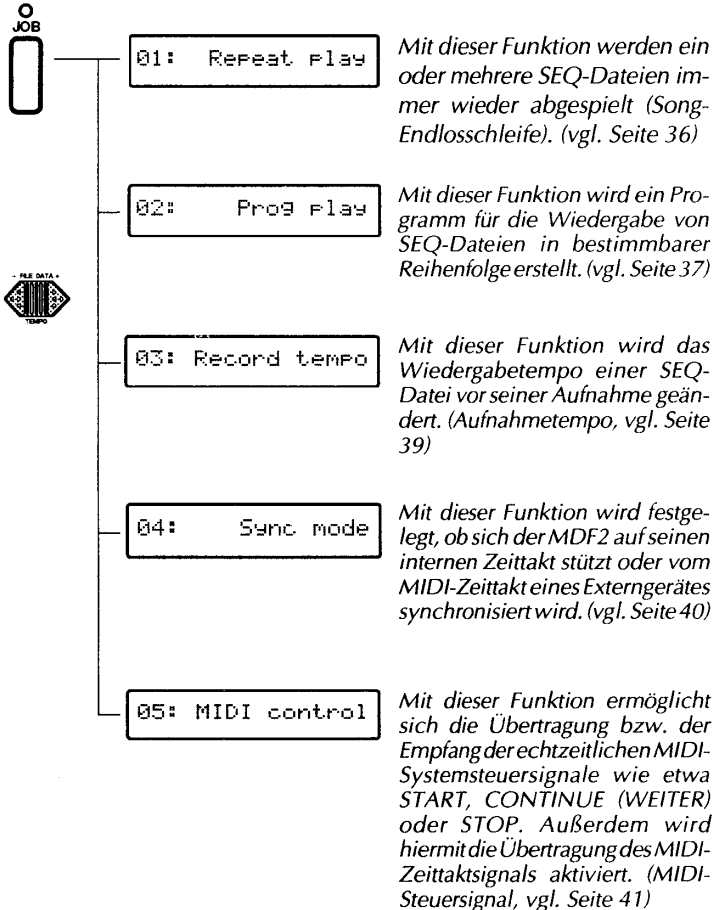 JOB
01: Repeat play
Mit dieser Funktion werden ein
oder mehrere SEQ-Dateien im-
mer wieder abgespielt (Song-
Endlosschleife). (vgl. Seite 36)
02: Prog play
Mit dieser Funktion wird ein Pro-
gramm für die Wiedergabe von
SEQ-Dateien in bestimmbarer
Reihenfolge erstellt. (vgl. Seite 37)
- FILE DATA +
TEMPO
03: Record tempo
Mit dieser Funktion wird das
Wiedergabetempo einer SEQ-
Datei vor seiner Aufnahme geän-
dert. (Aufnahmetempo, vgl. Seite
39)
04: Sync mode
Mit dieser Funktion wird festge-
legt, ob sich der MDF2 auf seinen
internen Zeittakt stützt oder vom
MIDI-Zeittakt eines Externgerätes
synchronisiert wird. (vgl. Seite 40)
05: MIDI control
Mit dieser Funktion ermöglicht
sich die Übertragung bzw. der
Empfang der echtzeitlichen MIDI-
Systemsteuersignale wie etwa
START, CONTINUE (WEITER)
oder STOP. Außerdem wird
hiermit die Übertragung des MIDI-
Zeittaktsignals aktiviert. (MIDI-
Steuersignal, vgl. Seite 41)